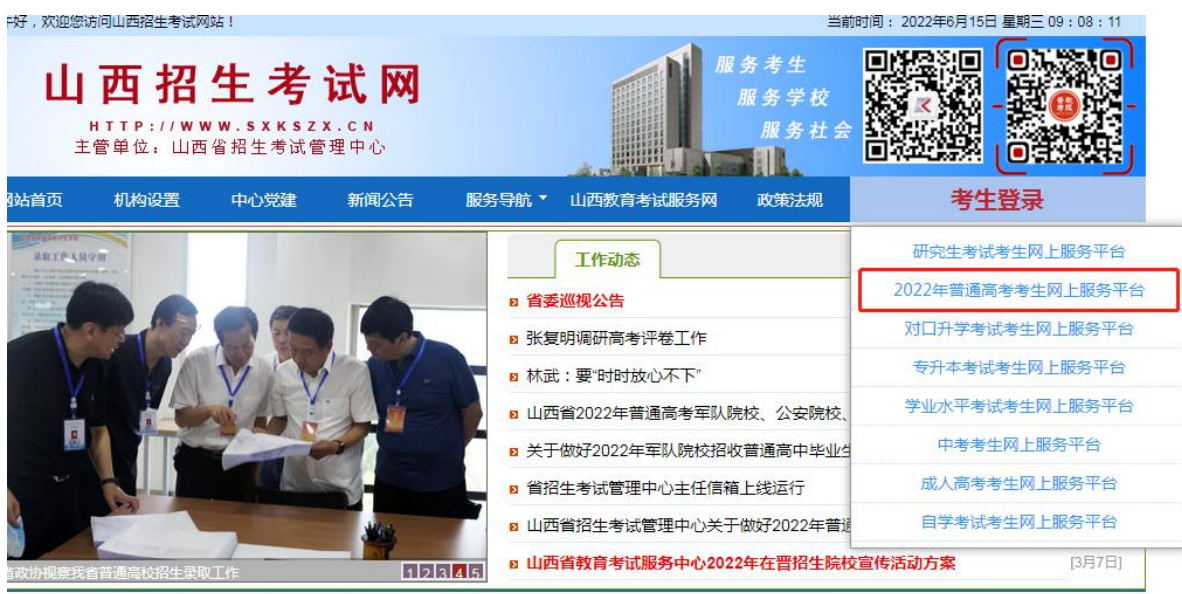 年好，欢迎您访问山西招生考试网站！
当前时间： 2022年6月15日 星期三 09：08：11
山西招生考试网
HTTP://WWW.SXKSZX.CN
主管单位：山西省招生考试管理中心
服务考生
服务学校
服务社会
网站首页 机构设置 中心党建 新闻公告 服务导航 山西教育考试服务网 政策法规 考生登录
录取工作人员守则
工作动态
省委巡视公告
张复明调研高考评卷工作
林武：要“时时放心不下”
山西省2022年普通高考军队院校、公安院校、
关于做好2022年军队院校招收普通高中毕业生
省招生考试管理中心主任信箱上线运行
山西省招生考试管理中心关于做好2022年普通
山西省教育考试服务中心2022年在晋招生院校宣传活动方案 [3月7日]
研究生考试考生网上服务平台
2022年普通高考考生网上服务平台
对口升学考试考生网上服务平台
专升本考试考生网上服务平台
学业水平考试考生网上服务平台
中考考生网上服务平台
成人高考考生网上服务平台
自学考试考生网上服务平台
省政协视察我省普通高校招生录取工作
1 2 3 4 5